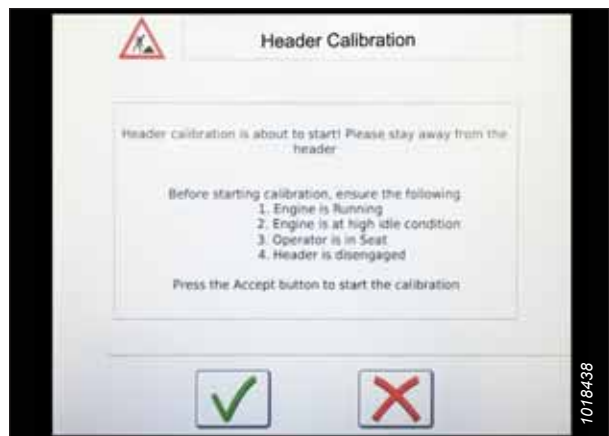 Header Calibration
Header calibration is about to start! Please stay away from the
header
Before starting calibration, ensure the following
1. Engine is Running
2. Engine is at high idle condition
3. Operator is in Seat
4. Header is disengaged
Press the Accept button to start the calibration
1018438